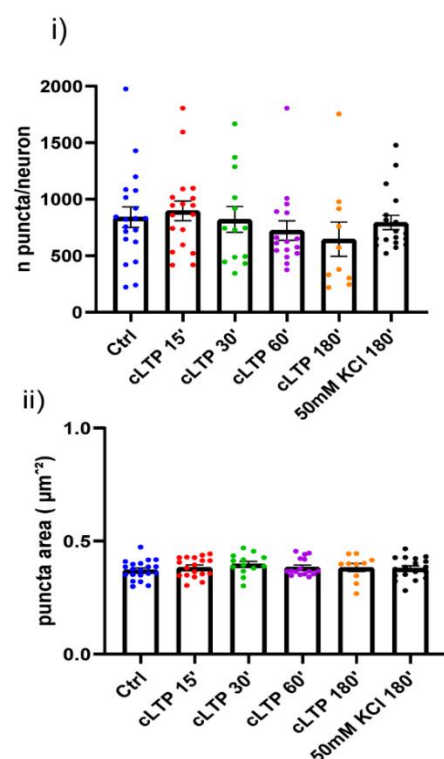 i)
n puncta/neuron
2000
1500
1000
500
0
Ctrl
cLTP 15'
cLTP 30'
cLTP 60'
cLTP 180'
50mM KCl 180'
ii)
puncta area ( μm^²)
1.0
0.5
0.0
Ctrl
cLTP 15'
cLTP 30'
cLTP 60'
cLTP 180'
50mM KCl 180'